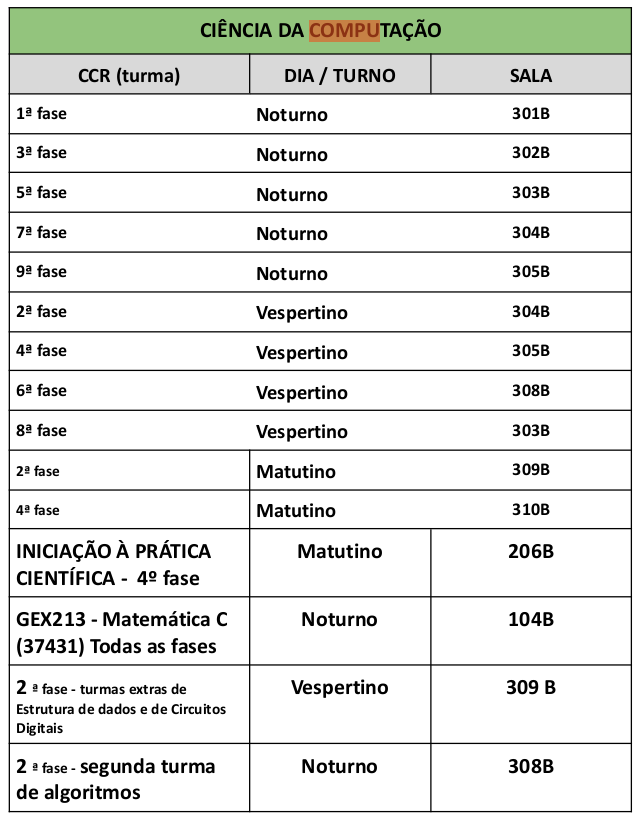 CIÊNCIA DA COMPUTAÇÃO
CCR (turma) DIA / TURNO SALA
1ª fase Noturno 301B
3ª fase Noturno 302B
5ª fase Noturno 303B
7ª fase Noturno 304B
9ª fase Noturno 305B
2ª fase Vespertino 304B
4ª fase Vespertino 305B
6ª fase Vespertino 308B
8ª fase Vespertino 303B
2ª fase Matutino 309B
4ª fase Matutino 310B
INICIAÇÃO À PRÁTICA Matutino 206B
CIENTÍFICA - 4º fase
GEX213 - Matemática C Noturno 104B
(37431) Todas as fases
2 ª fase - turmas extras de Vespertino 309 B
Estrutura de dados e de Circuitos
Digitais
2 ª fase - segunda turma Noturno 308B
de algoritmos